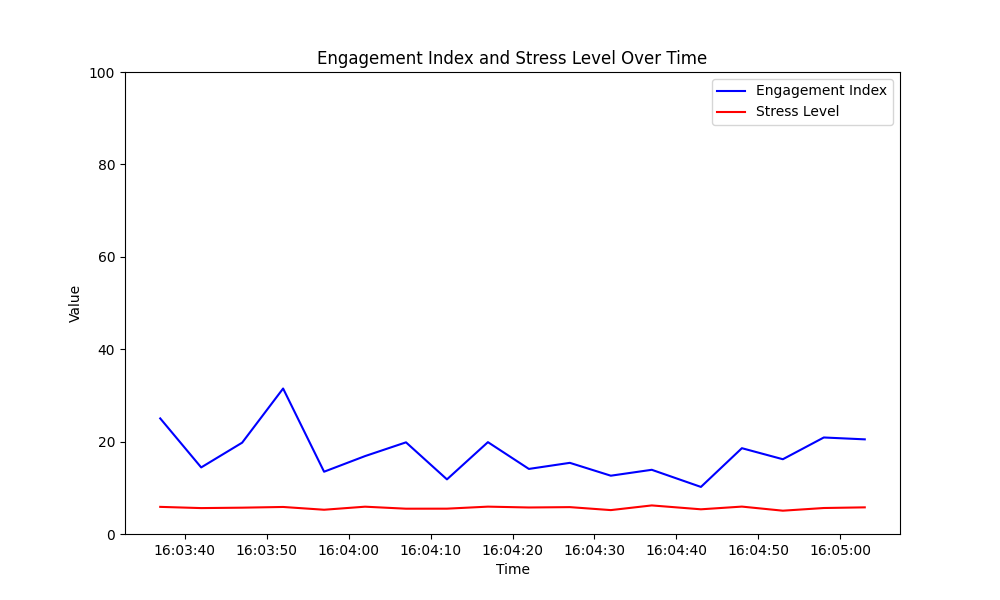 Engagement Index and Stress Level Over Time
Engagement Index
Stress Level
100
80
60
40
20
0
Value
16:03:40 16:03:50 16:04:00 16:04:10 16:04:20 16:04:30 16:04:40 16:04:50 16:05:00
Time